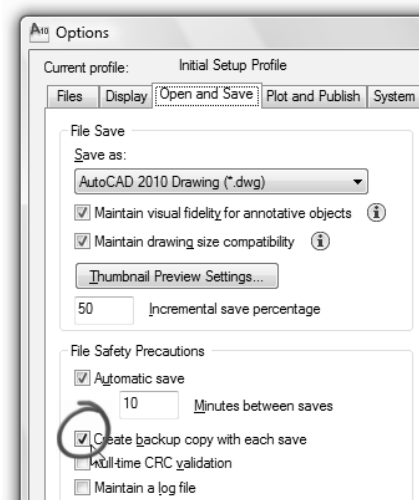 A10 Options
Current profile: Initial Setup Profile
Files Display Open and Save Plot and Publish System
File Save
Save as:
AutoCAD 2010 Drawing (*.dwg)
Maintain visual fidelity for annotative objects
Maintain drawing size compatibility
Thumbnail Preview Settings...
50 Incremental save percentage
File Safety Precautions
Automatic save
10 Minutes between saves
Create backup copy with each save
Full-time CRC validation
Maintain a log file